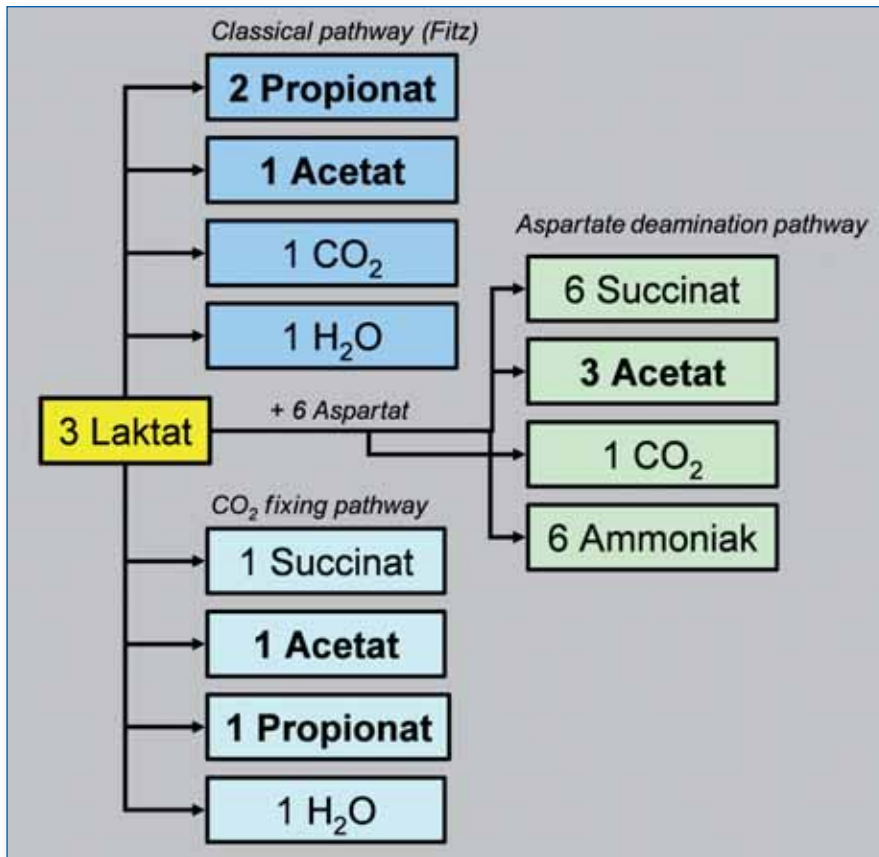 Classical pathway (Fitz)
2 Propionat
1 Acetat
1 CO₂
1 H₂O
Aspartate deamination pathway
6 Succinat
3 Acetat
1 CO₂
6 Ammoniak
3 Laktat
+ 6 Aspartat
CO₂ fixing pathway
1 Succinat
1 Acetat
1 Propionat
1 H₂O